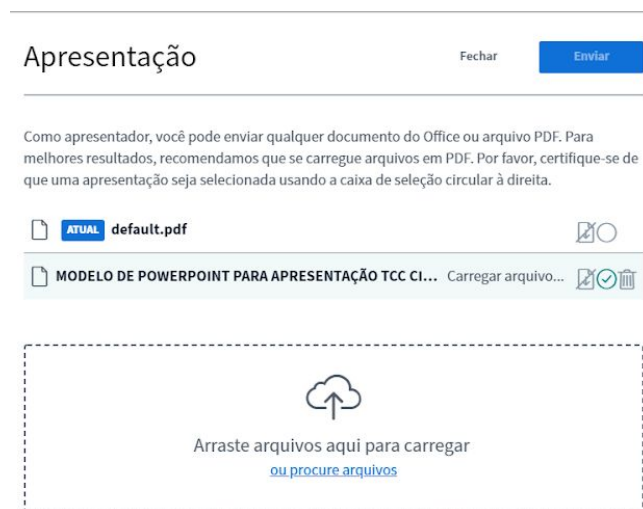 Apresentação
Fechar
Enviar
Como apresentador, você pode enviar qualquer documento do Office ou arquivo PDF. Para
melhores resultados, recomendamos que se carregue arquivos em PDF. Por favor, certifique-se de
que uma apresentação seja selecionada usando a caixa de seleção circular à direita.
ATUAL default.pdf
MODELO DE POWERPOINT PARA APRESENTAÇÃO TCC CI... Carregar arquivo...
Arraste arquivos aqui para carregar
ou procure arquivos